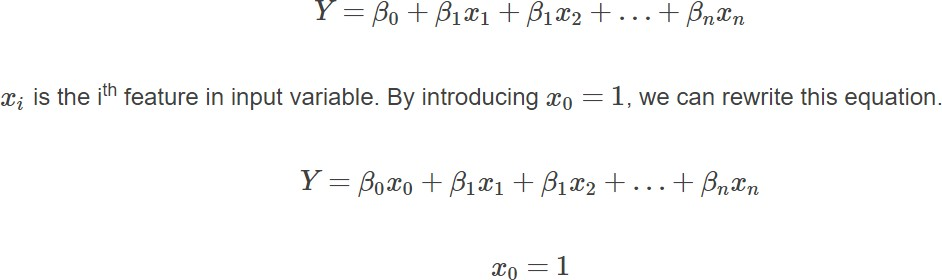 Y = β₀ + β₁x₁ + β₁x₂ + … + βₙxₙ
xᵢ is the iᵗʰ feature in input variable. By introducing x₀ = 1, we can rewrite this equation.
Y = β₀x₀ + β₁x₁ + β₁x₂ + … + βₙxₙ
x₀ = 1